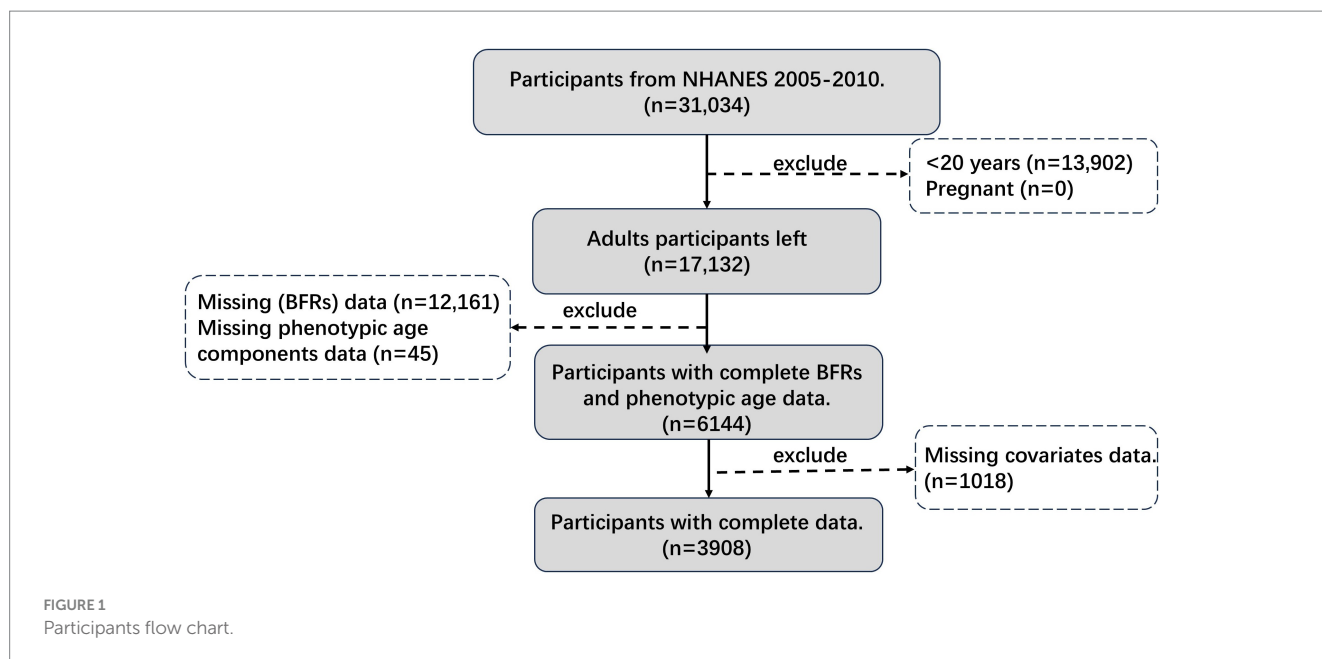 Participants from NHANES 2005-2010.
(n=31,034)
exclude
<20 years (n=13,902)
Pregnant (n=0)
Adults participants left
(n=17,132)
Missing (BFRs) data (n=12,161)
Missing phenotypic age
components data (n=45)
exclude
Participants with complete BFRs
and phenotypic age data.
(n=6144)
exclude
Missing covariates data.
(n=1018)
Participants with complete data.
(n=3908)
FIGURE 1
Participants flow chart.